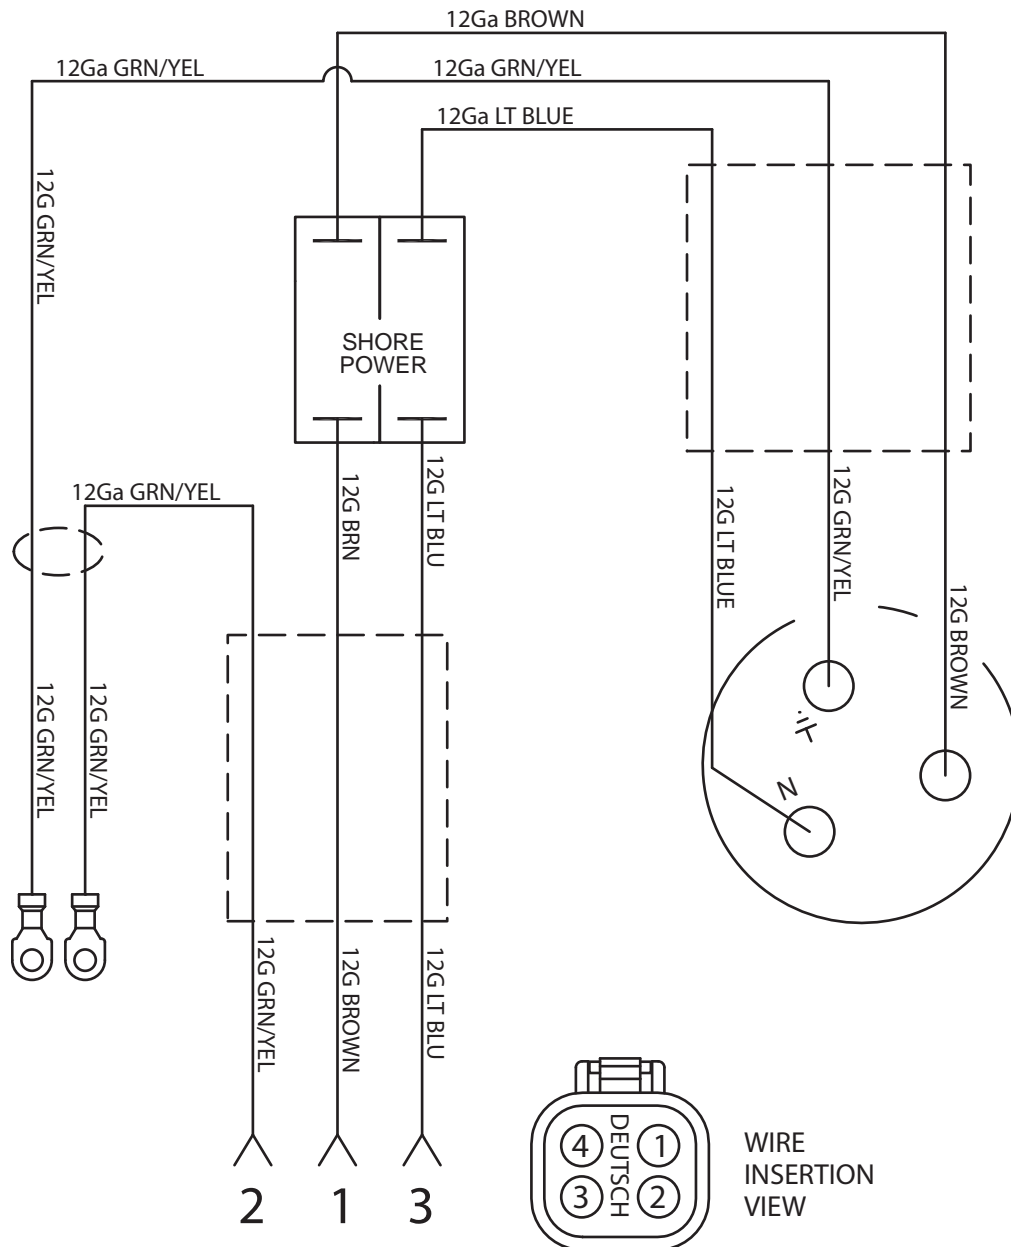 12Ga BROWN
12Ga GRN/YEL
12Ga GRN/YEL
12Ga LT BLUE
12G GRN/YEL
SHORE
POWER
12Ga GRN/YEL
12G BRN
12G LT BLU
12G LT BLUE
12G GRN/YEL
12G BROWN
12G GRN/YEL
12G GRN/YEL
N
12G GRN/YEL
12G BROWN
12G LT BLU
2
1
3
4
1
DEUTSCH
3
2
WIRE
INSERTION
VIEW